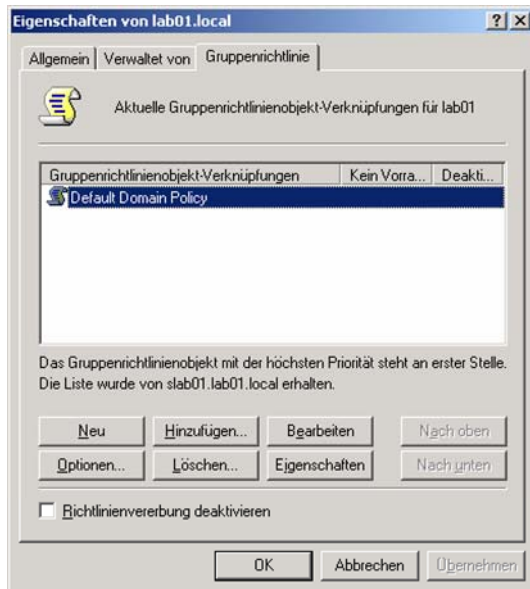 Eigenschaften von lab01.local
Allgemein Verwaltet von Gruppenrichtlinie
Aktuelle Gruppenrichtlinienobjekt-Verknüpfungen für lab01
Gruppenrichtlinienobjekt-Verknüpfungen Kein Vorra... Deakti...
Default Domain Policy
Das Gruppenrichtlinienobjekt mit der höchsten Priorität steht an erster Stelle.
Die Liste wurde von slab01.lab01.local erhalten.
Neu Hinzufügen... Bearbeiten Nach oben
Optionen... Löschen... Eigenschaften Nach unten
Richtlinienvererbung deaktivieren
OK Abbrechen Übernehmen